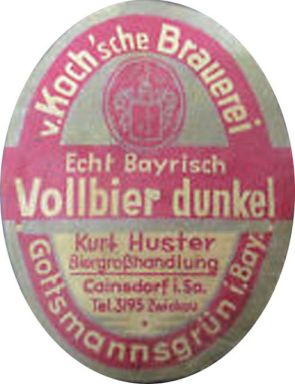 v. Koch'sche Brauerei
Echt Bayrisch
Vollbier dunkel
Kurt Huster
Biergroßhandlung
Cainsdorf i. Sa.
Tel. 3195 Zwickau
Gottsmannsgrün i. Bay.